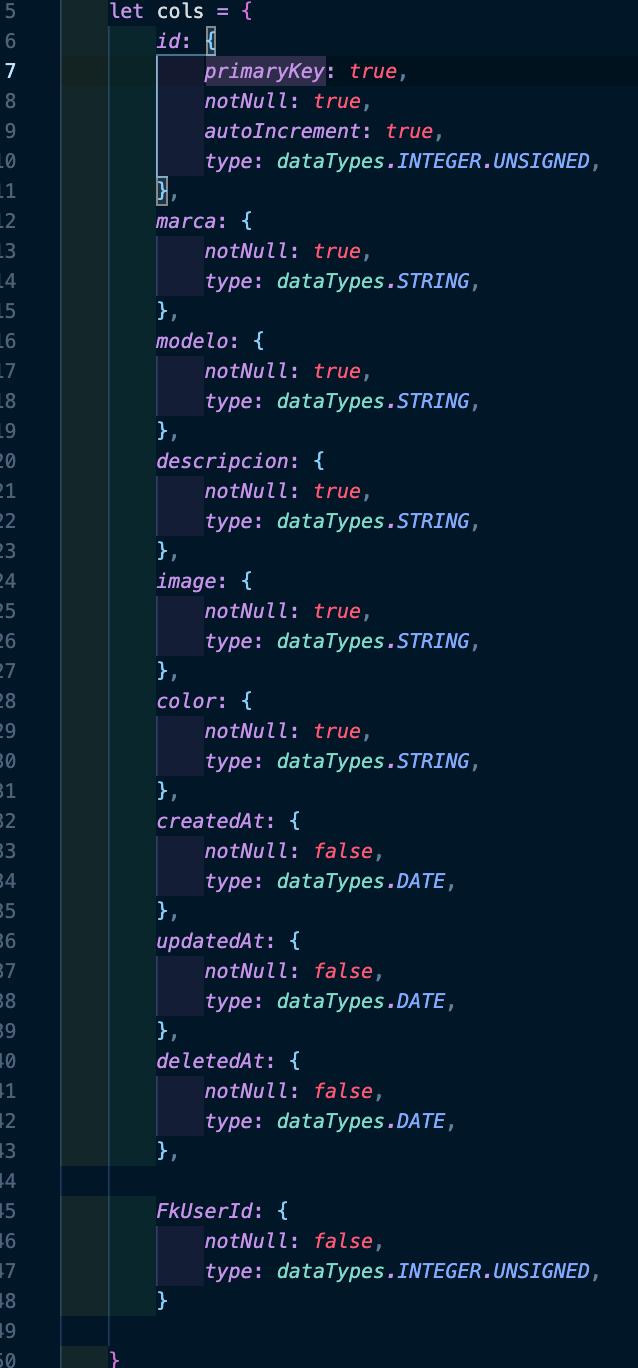 5 let cols = {
6 id: {
7 primaryKey: true,
8 notNull: true,
9 autoIncrement: true,
10 type: dataTypes.INTEGER.UNSIGNED,
11 },
12 marca: {
13 notNull: true,
14 type: dataTypes.STRING,
15 },
16 modelo: {
17 notNull: true,
18 type: dataTypes.STRING,
19 },
20 descripcion: {
21 notNull: true,
22 type: dataTypes.STRING,
23 },
24 image: {
25 notNull: true,
26 type: dataTypes.STRING,
27 },
28 color: {
29 notNull: true,
30 type: dataTypes.STRING,
31 },
32 createdAt: {
33 notNull: false,
34 type: dataTypes.DATE,
35 },
36 updatedAt: {
37 notNull: false,
38 type: dataTypes.DATE,
39 },
40 deletedAt: {
41 notNull: false,
42 type: dataTypes.DATE,
43 },
44
45 FkUserId: {
46 notNull: false,
47 type: dataTypes.INTEGER.UNSIGNED,
48 }
49
50 }